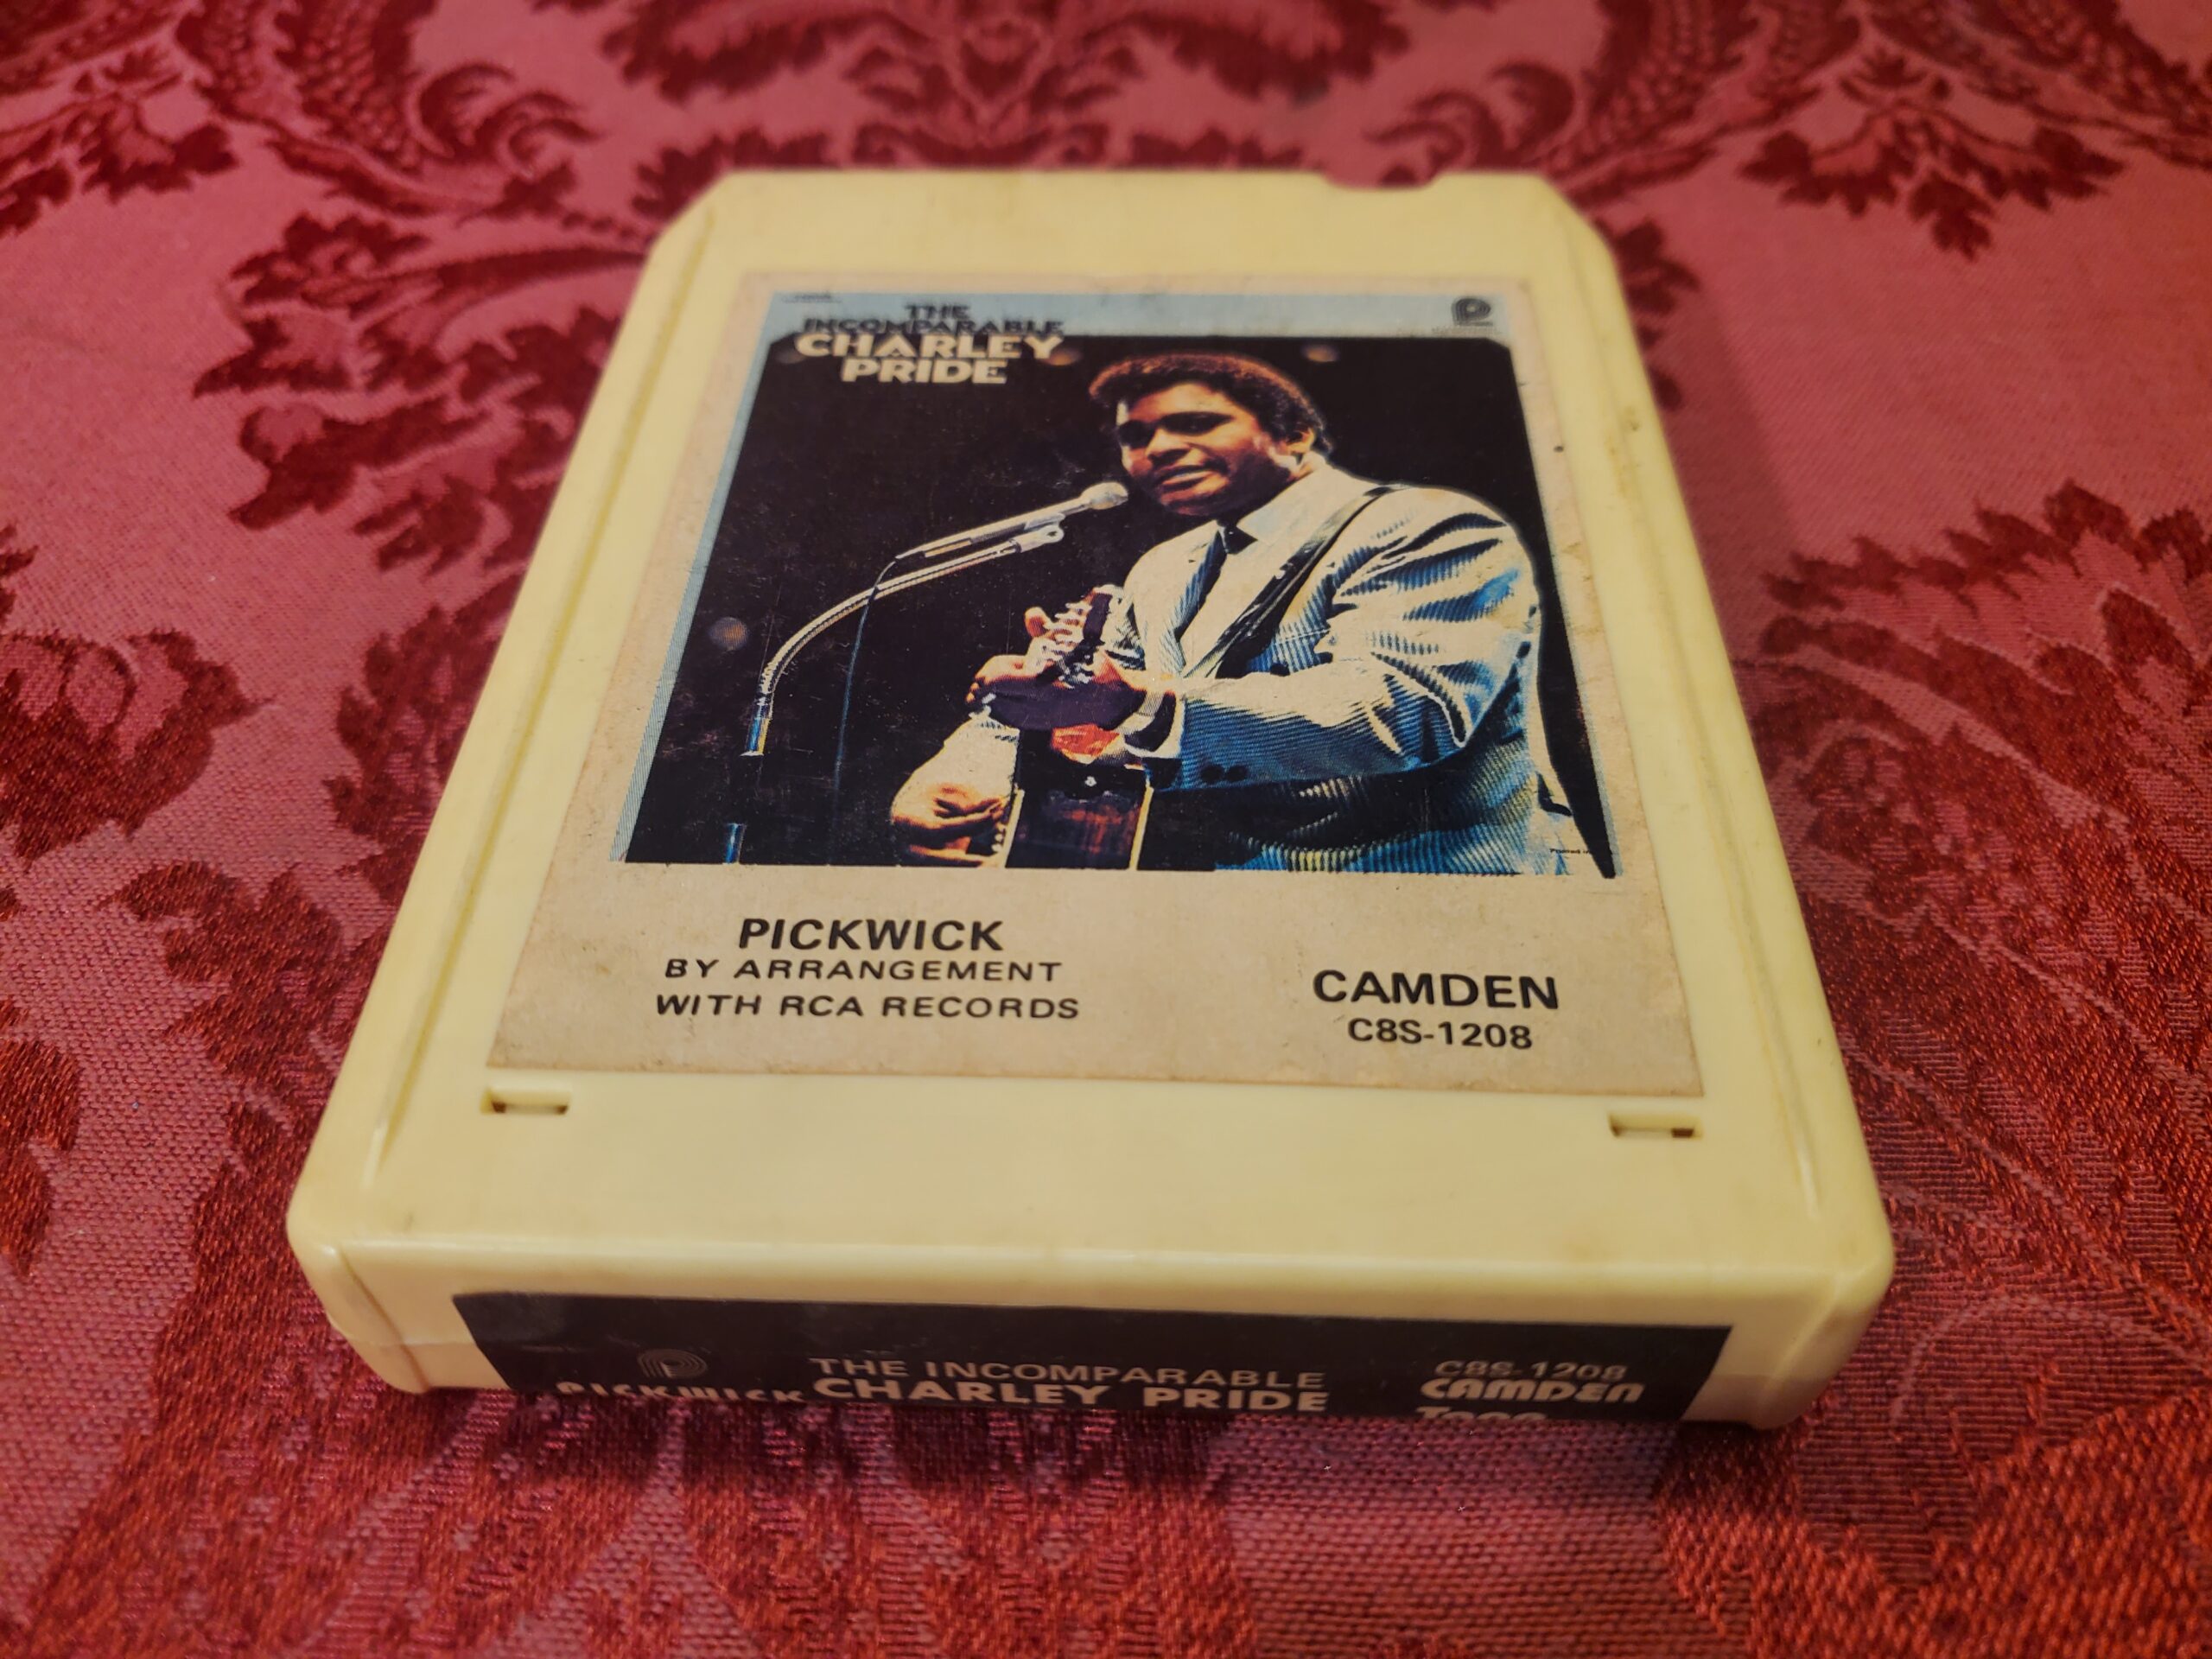 THE
INCOMPARABLE
CHARLEY
PRIDE
PICKWICK
BY ARRANGEMENT
WITH RCA RECORDS
CAMDEN
C8S-1208
PICKWICK
THE INCOMPARABLE
CHARLEY PRIDE
C8S-1208
CAMDEN